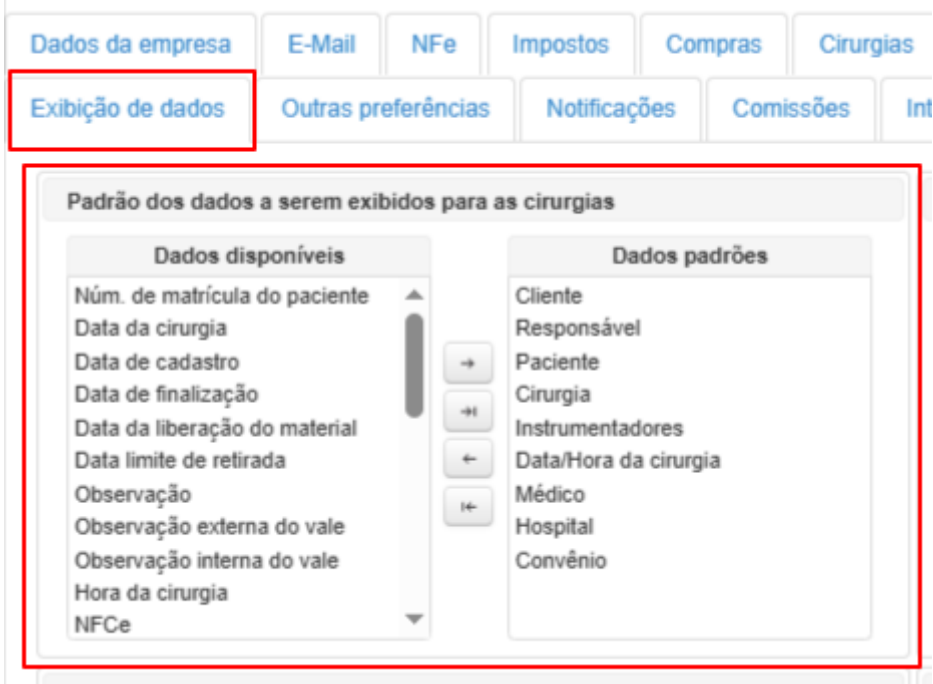 Dados da empresa E-Mail NFe Impostos Compras Cirurgias
Exibição de dados Outras preferências Notificações Comissões Int
Padrão dos dados a serem exibidos para as cirurgias
Dados disponíveis
Núm. de matrícula do paciente
Data da cirurgia
Data de cadastro
Data de finalização
Data da liberação do material
Data limite de retirada
Observação
Observação externa do vale
Observação interna do vale
Hora da cirurgia
NFCe
Dados padrões
Cliente
Responsável
Paciente
Cirurgia
Instrumentadores
Data/Hora da cirurgia
Médico
Hospital
Convênio